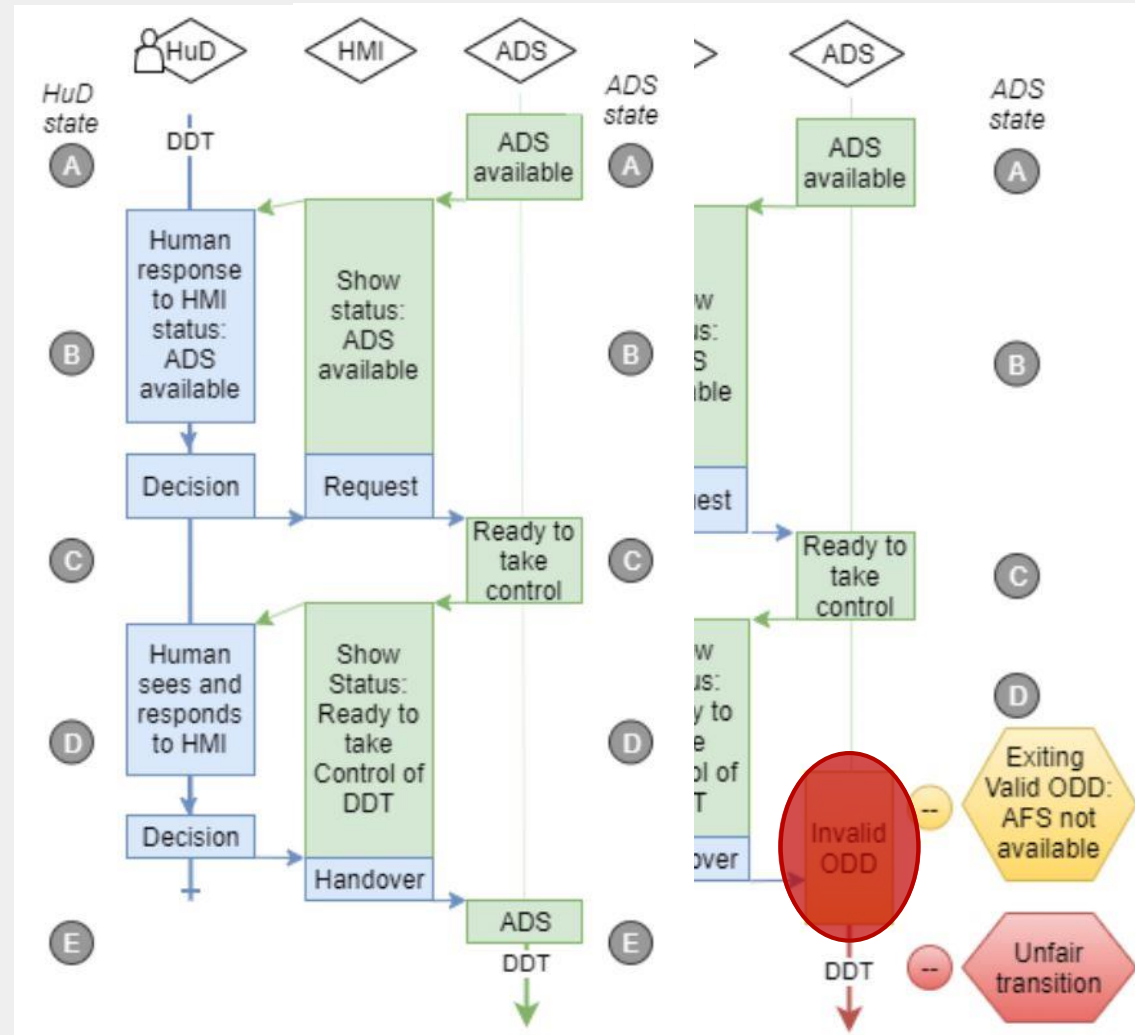 HuD
HMI
ADS
HuD
state
ADS
state
DDT
A
ADS
available
A
Human
response
to HMI
status:
ADS
available
Show
status:
ADS
available
B
B
Decision
Request
C
Ready to
take
control
C
Human
sees and
responds
to HMI
Show
Status:
Ready to
take
Control of
DDT
D
D
Decision
Handover
E
ADS
E
DDT
ADS
ADS
state
ADS
available
A
B
Ready to
take
control
C
D
Invalid
ODD
--
Exiting
Valid ODD:
AFS not
available
DDT
--
Unfair
transition